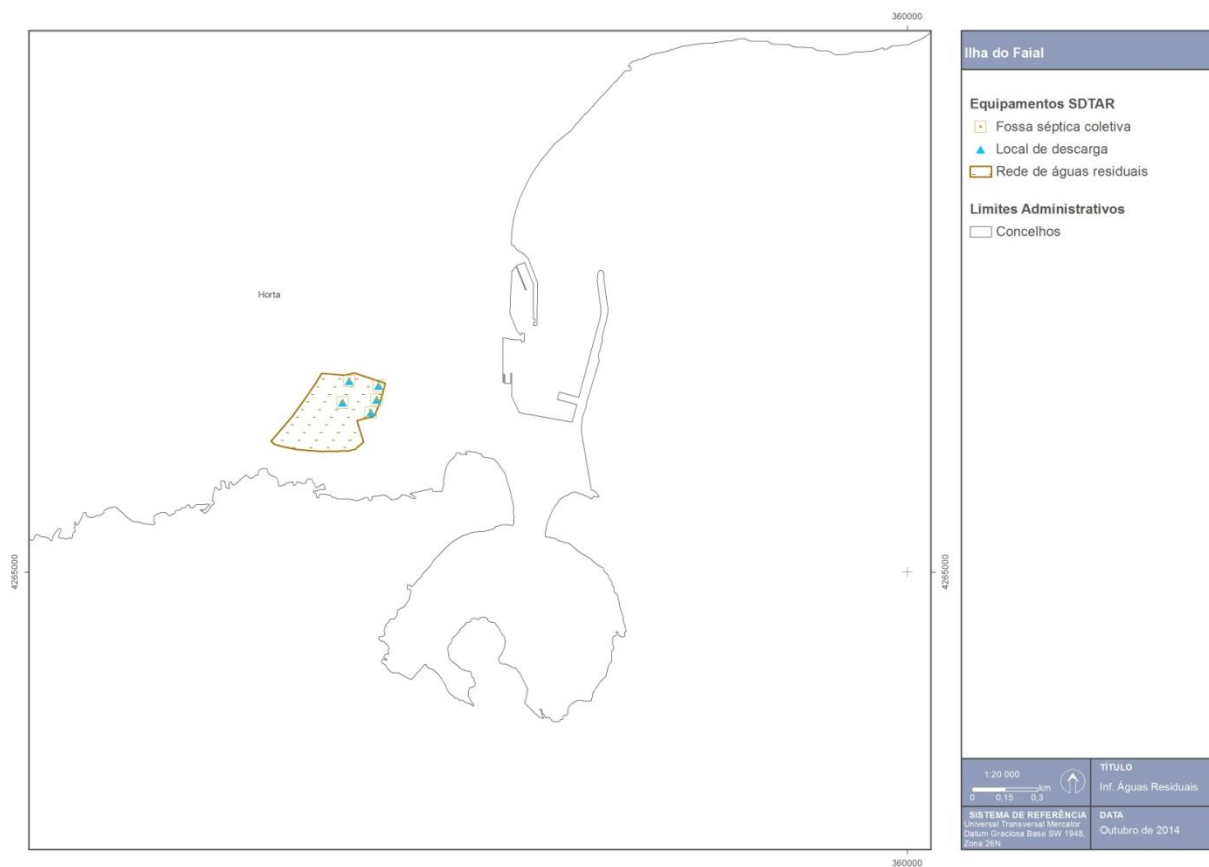 360000
Ilha do Faial
Equipamentos SDTAR
Fossa séptica coletiva
Local de descarga
Rede de águas residuais
Limites Administrativos
Concelhos
Horta
4265000
4265000
1:20 000
km
0 0,15 0,3
TÍTULO
Inf. Águas Residuais
SISTEMA DE REFERÊNCIA
Universal Transversal Mercator
Datum Graciosa Base SW 1948,
Zona 26N
DATA
Outubro de 2014
360000